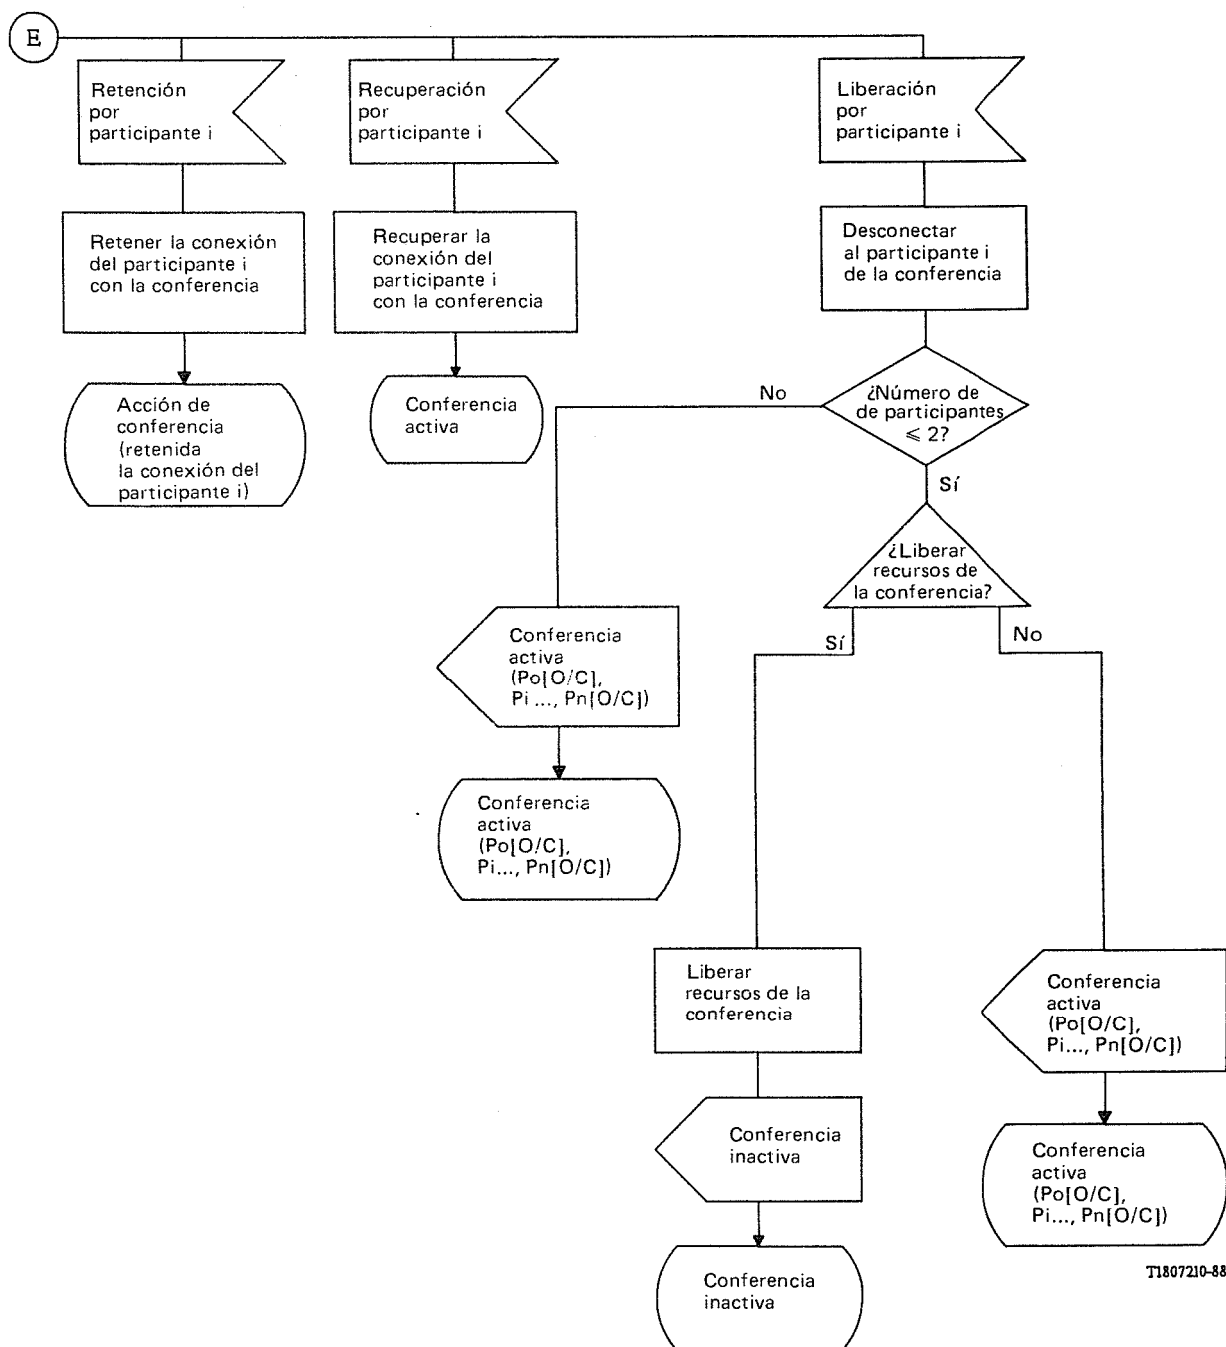 E
Retención
por
participante i
Recuperación
por
participante i
Liberación
por
participante i
Retener la conexión
del participante i
con la conferencia
Recuperar la
conexión del
participante i
con la conferencia
Desconectar
al participante i
de la conferencia
Acción de
conferencia
(retenida
la conexión del
participante i)
Conferencia
activa
No
¿Número de
de participantes
⩽ 2?
Sí
¿Liberar
recursos de
la conferencia?
Sí
No
Conferencia
activa
(Po[O/C],
Pi ..., Pn[O/C])
Conferencia
activa
(Po[O/C],
Pi..., Pn[O/C])
Liberar
recursos de la
conferencia
Conferencia
activa
(Po[O/C],
Pi..., Pn[O/C])
Conferencia
inactiva
Conferencia
activa
(Po[O/C],
Pi..., Pn[O/C])
Conferencia
inactiva
T1807210-88